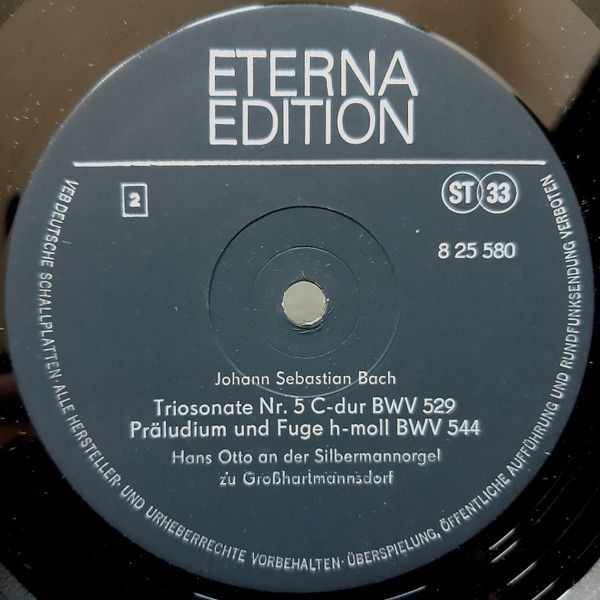 ETERNA
EDITION
2
ST 33
8 25 580
Johann Sebastian Bach
Triosonate Nr. 5 C-dur BWV 529
Präludium und Fuge h-moll BWV 544
Hans Otto an der Silbermannorgel
zu Großhartmannsdorf
VEB DEUTSCHE SCHALLPLATTEN · ALLE HERSTELLER- UND URHEBERRECHTE VORBEHALTEN · ÜBERSPIELUNG, ÖFFENTLICHE AUFFÜHRUNG UND RUNDFUNKSENDUNG VERBOTEN